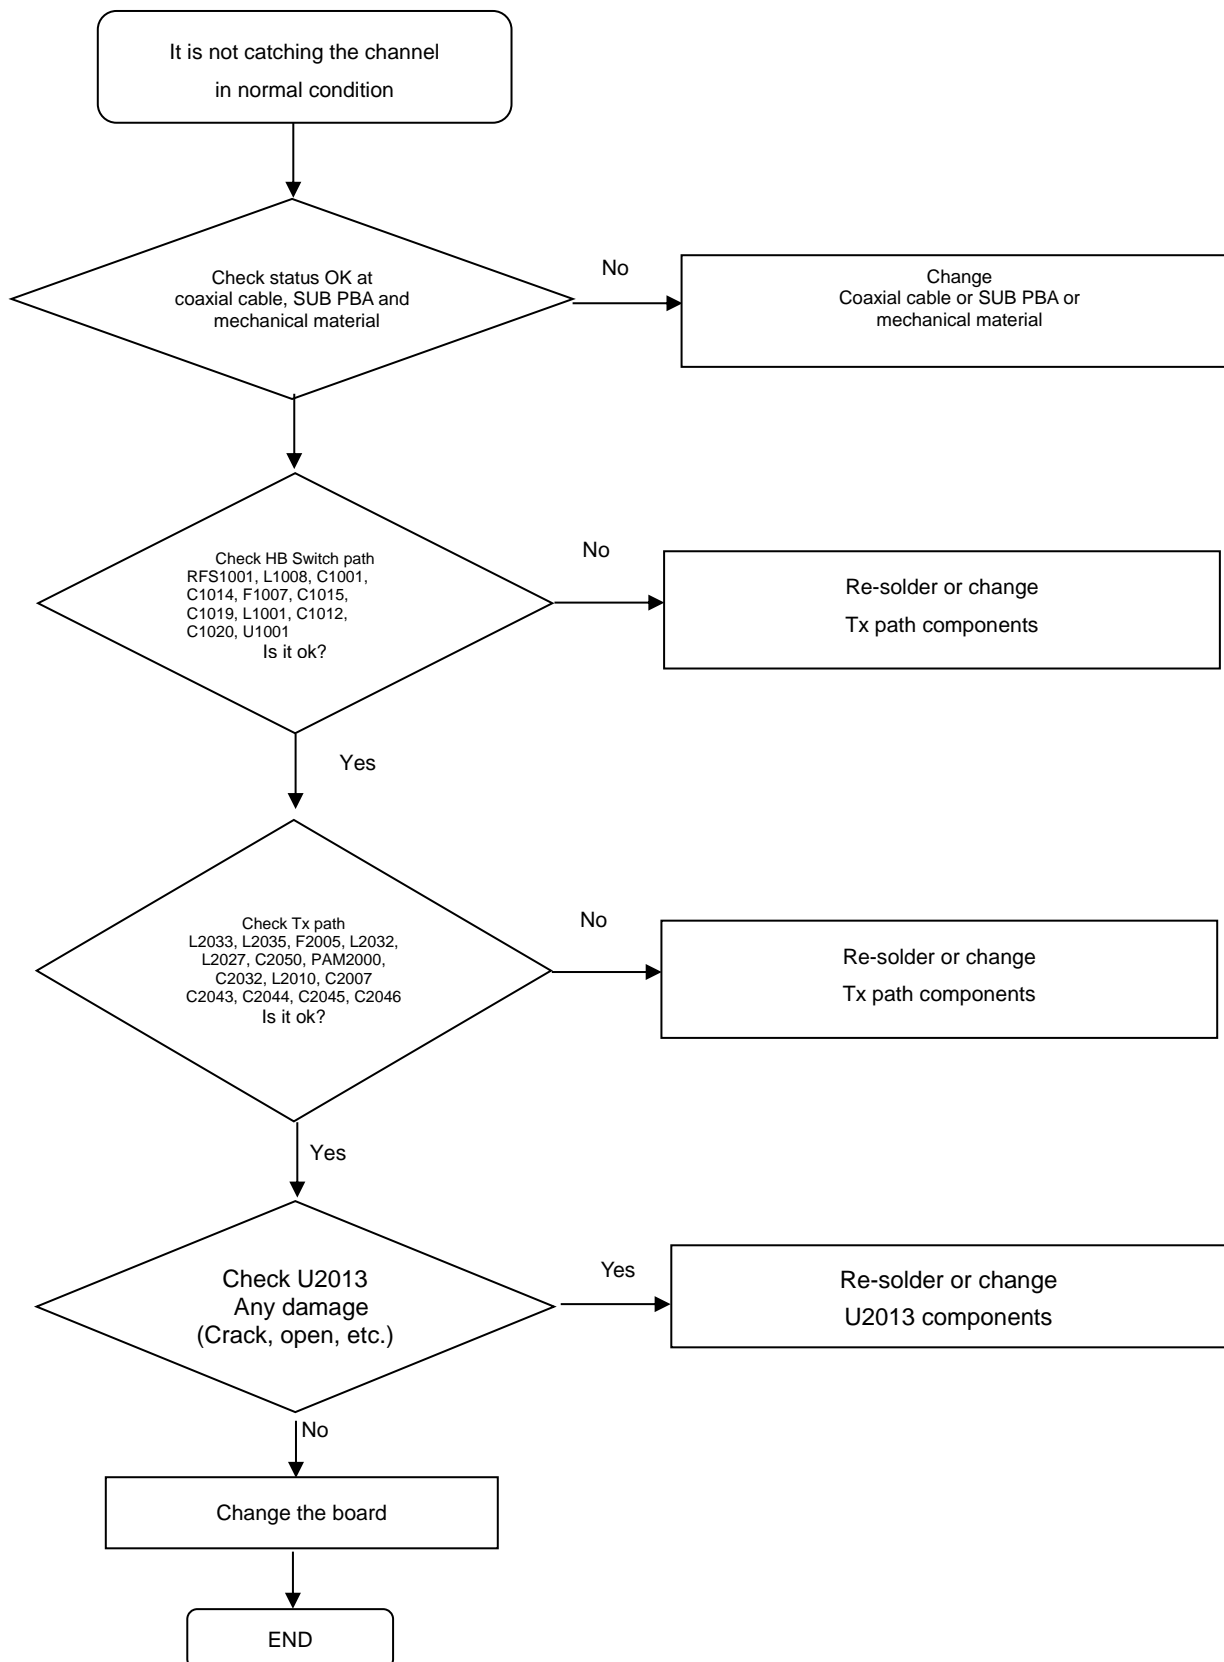 It is not catching the channel
in normal condition
Check status OK at
coaxial cable, SUB PBA and
mechanical material
No
Change
Coaxial cable or SUB PBA or
mechanical material
Check HB Switch path
RFS1001, L1008, C1001,
C1014, F1007, C1015,
C1019, L1001, C1012,
C1020, U1001
Is it ok?
No
Re-solder or change
Tx path components
Yes
Check Tx path
L2033, L2035, F2005, L2032,
L2027, C2050, PAM2000,
C2032, L2010, C2007
C2043, C2044, C2045, C2046
Is it ok?
No
Re-solder or change
Tx path components
Yes
Check U2013
Any damage
(Crack, open, etc.)
Yes
Re-solder or change
U2013 components
No
Change the board
END